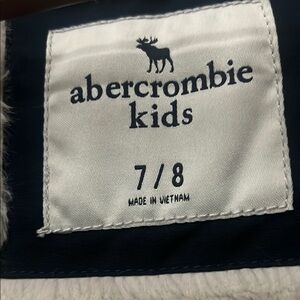 abercrombie
kids
7/8
MADE IN VIETNAM